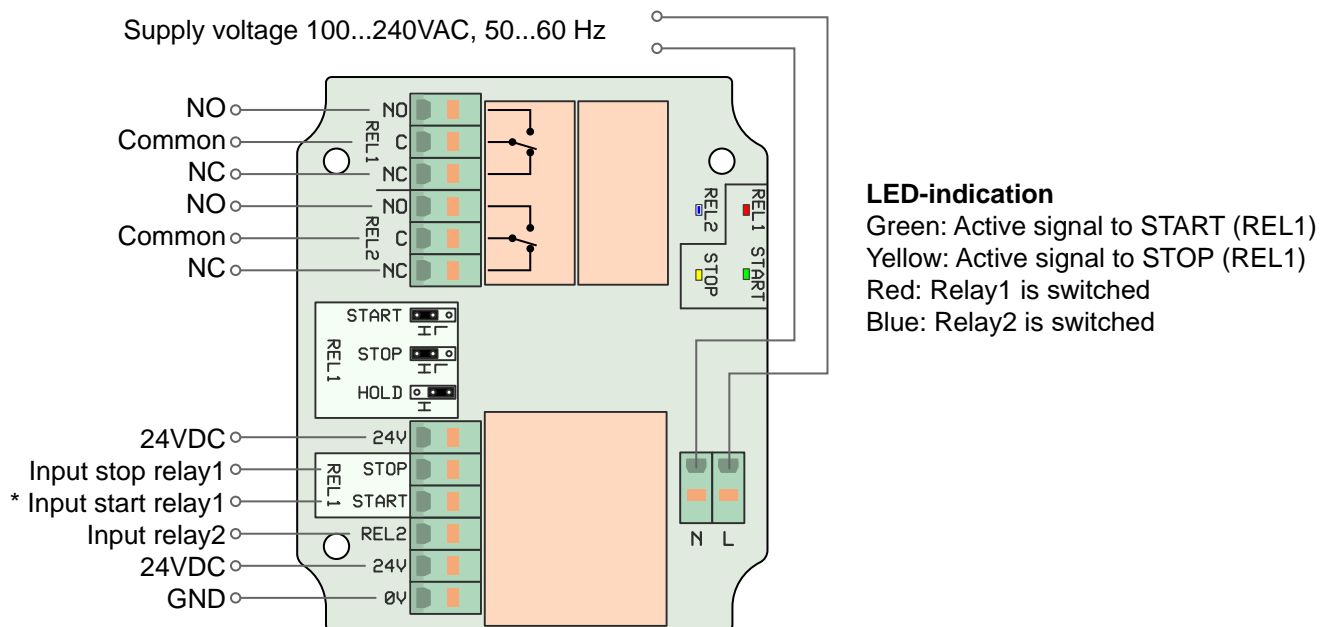 Supply voltage 100...240VAC, 50...60 Hz
NO
Common
NC
NO
Common
NC
REL1
REL2
NO
C
NC
NO
C
NC
REL2
REL1
STOP
START
LED-indication
Green: Active signal to START (REL1)
Yellow: Active signal to STOP (REL1)
Red: Relay1 is switched
Blue: Relay2 is switched
REL1
START
H L
STOP
H L
HOLD
H
24VDC
Input stop relay1
* Input start relay1
Input relay2
24VDC
GND
REL1
24V
STOP
START
REL2
24V
0V
N L